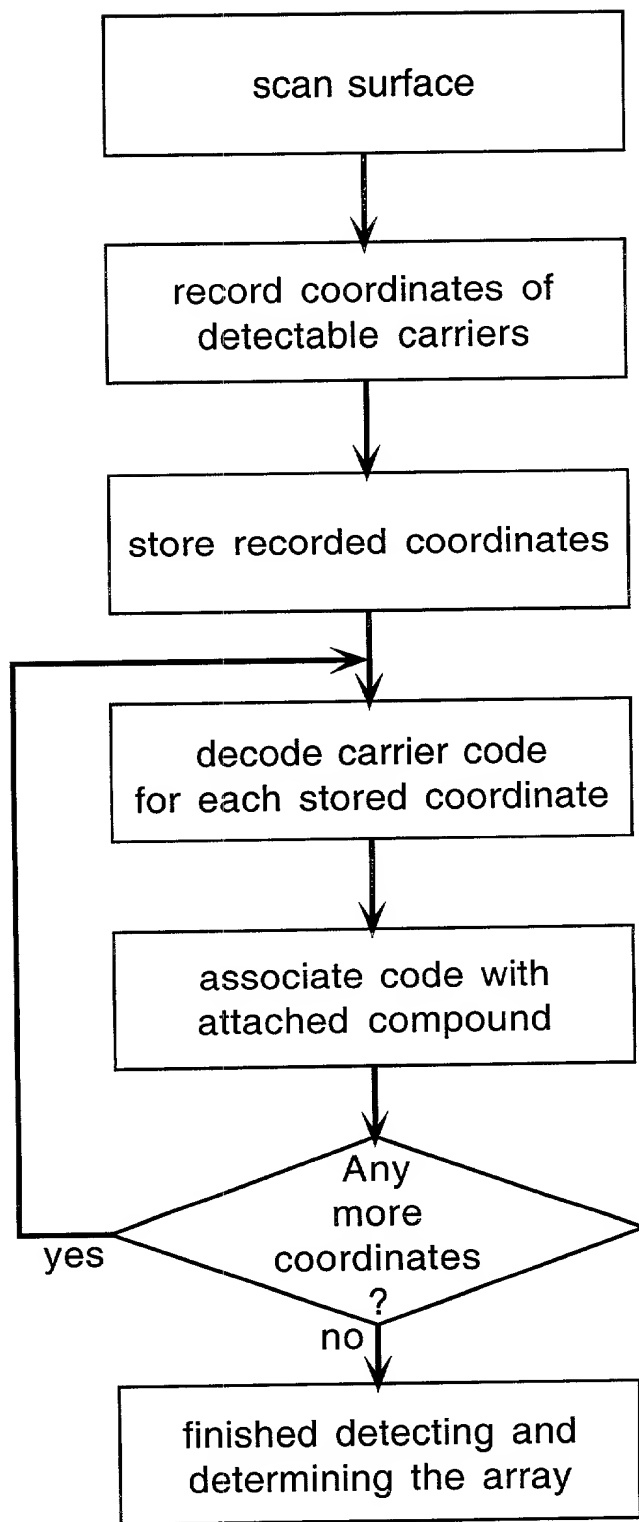 scan surface
record coordinates of
detectable carriers
store recorded coordinates
decode carrier code
for each stored coordinate
associate code with
attached compound
Any
more
coordinates
?
yes
no
finished detecting and
determining the array